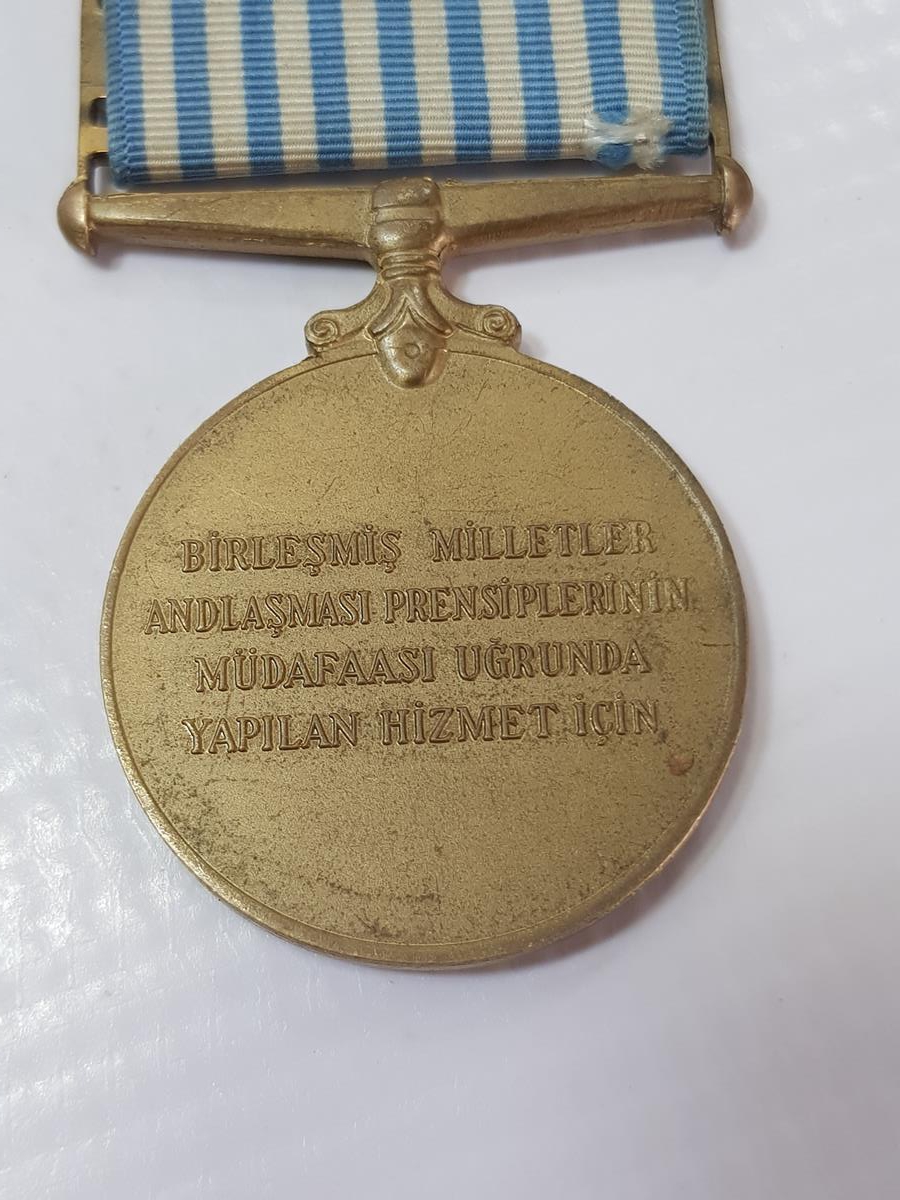 BİRLEŞMİŞ MİLLETLER
ANDLAŞMASI PRENSİPLERİNİN
MÜDAFAASI UĞRUNDA
YAPILAN HİZMET İÇİN